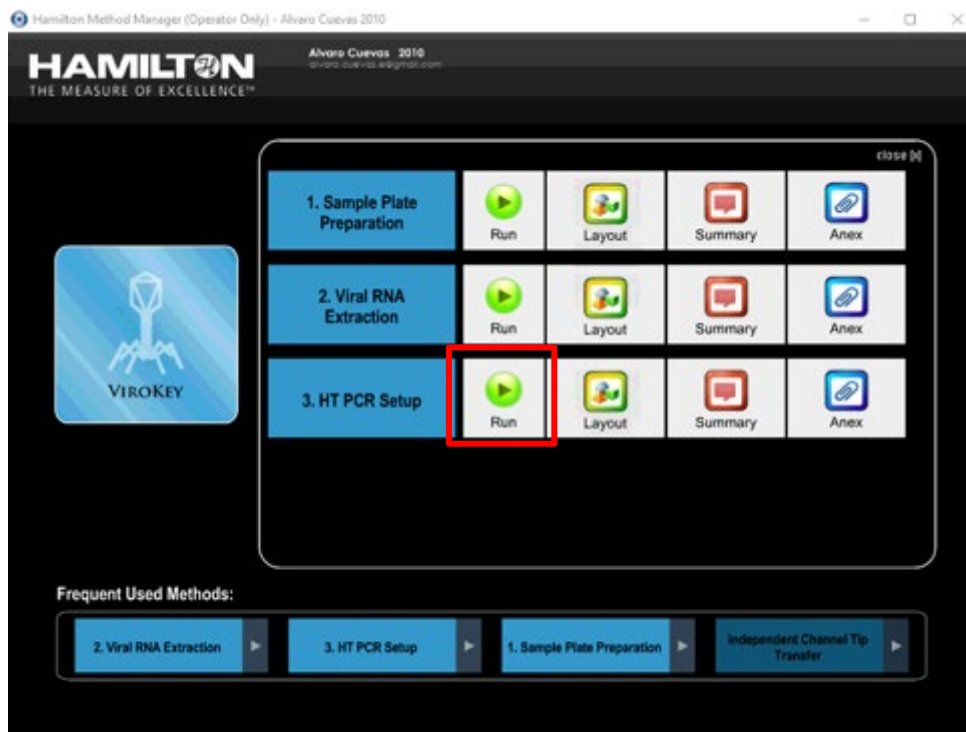 Hamilton Method Manager (Operator Only) - Alvaro Cuevas 2010
HAMILTON
THE MEASURE OF EXCELLENCE™
Alvaro Cuevas 2010
close [x]
1. Sample Plate
Preparation
Run
Layout
Summary
Anex
2. Viral RNA
Extraction
Run
Layout
Summary
Anex
3. HT PCR Setup
Run
Layout
Summary
Anex
VIROKEY
Frequent Used Methods:
2. Viral RNA Extraction
3. HT PCR Setup
1. Sample Plate Preparation
Independent Channel Tip
Transfer